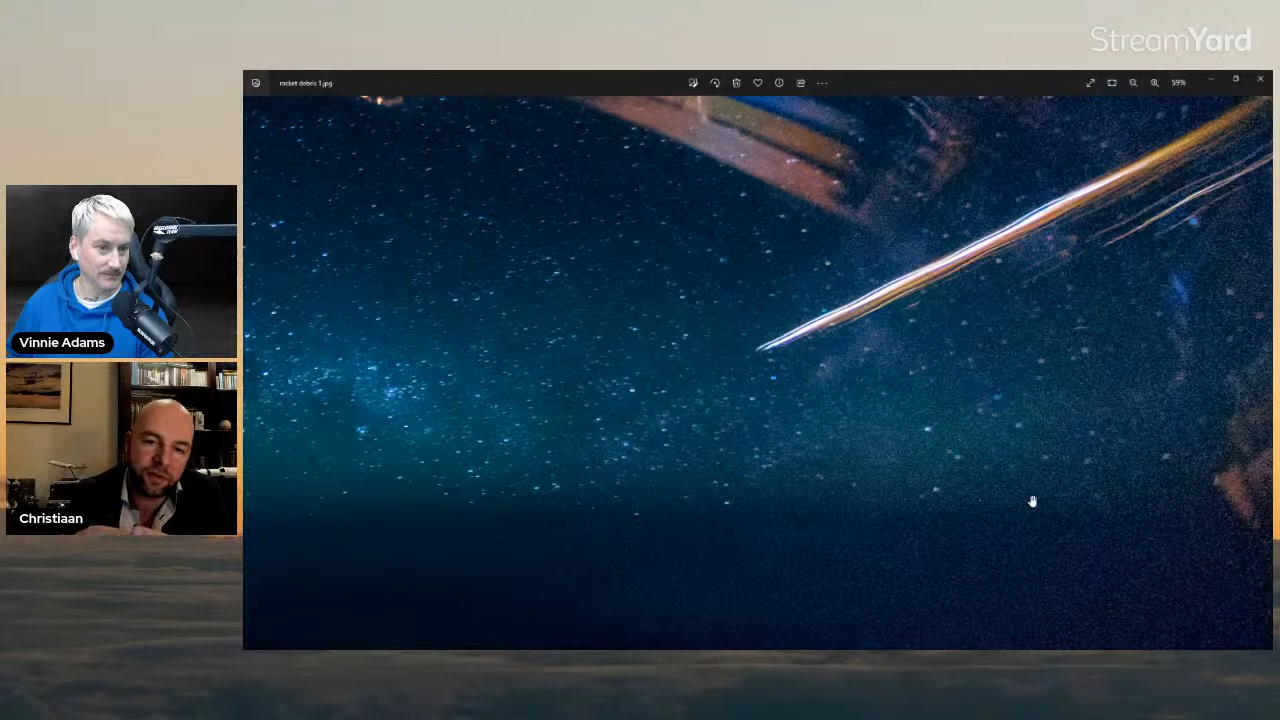 StreamYard
rocket debris 1.jpg
59%
Vinnie Adams
Christiaan